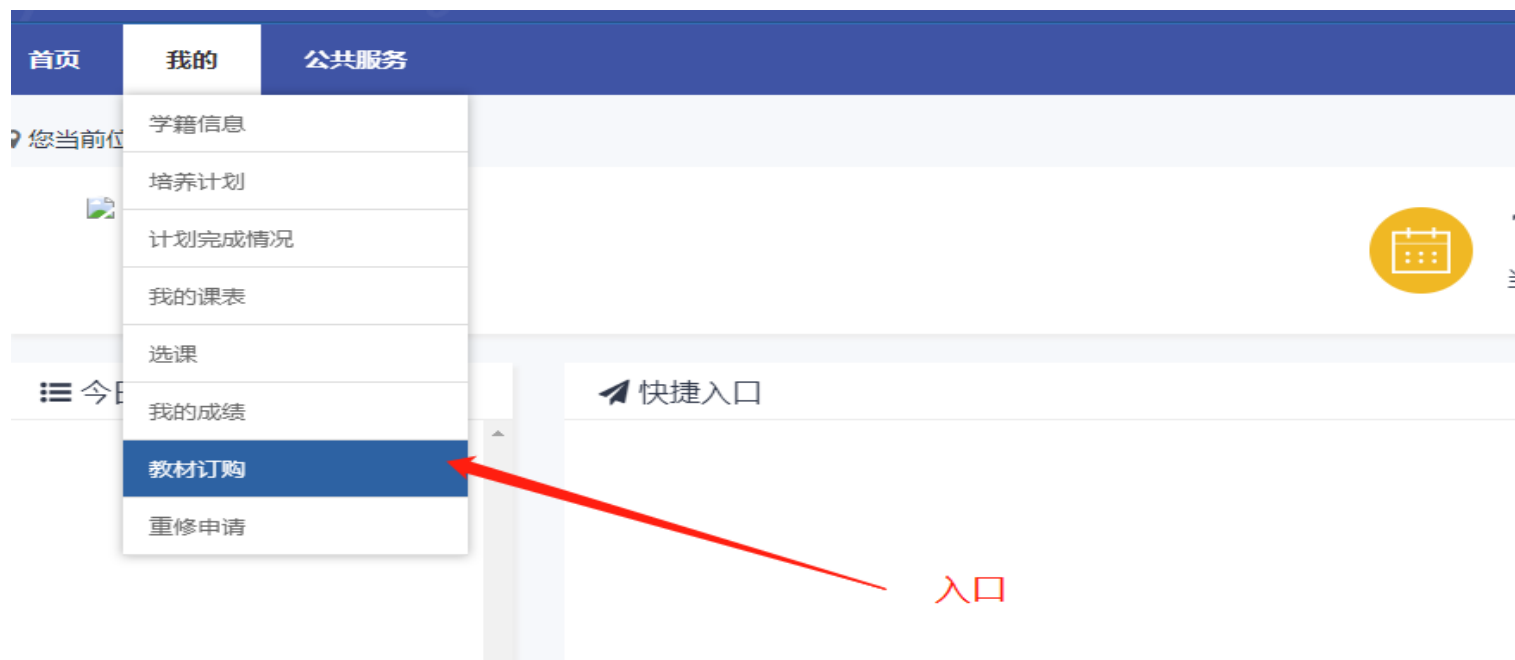 首页 我的 公共服务
学籍信息
您当前位
培养计划
计划完成情况
我的课表
选课
今日
快捷入口
我的成绩
教材订购
重修申请
入口